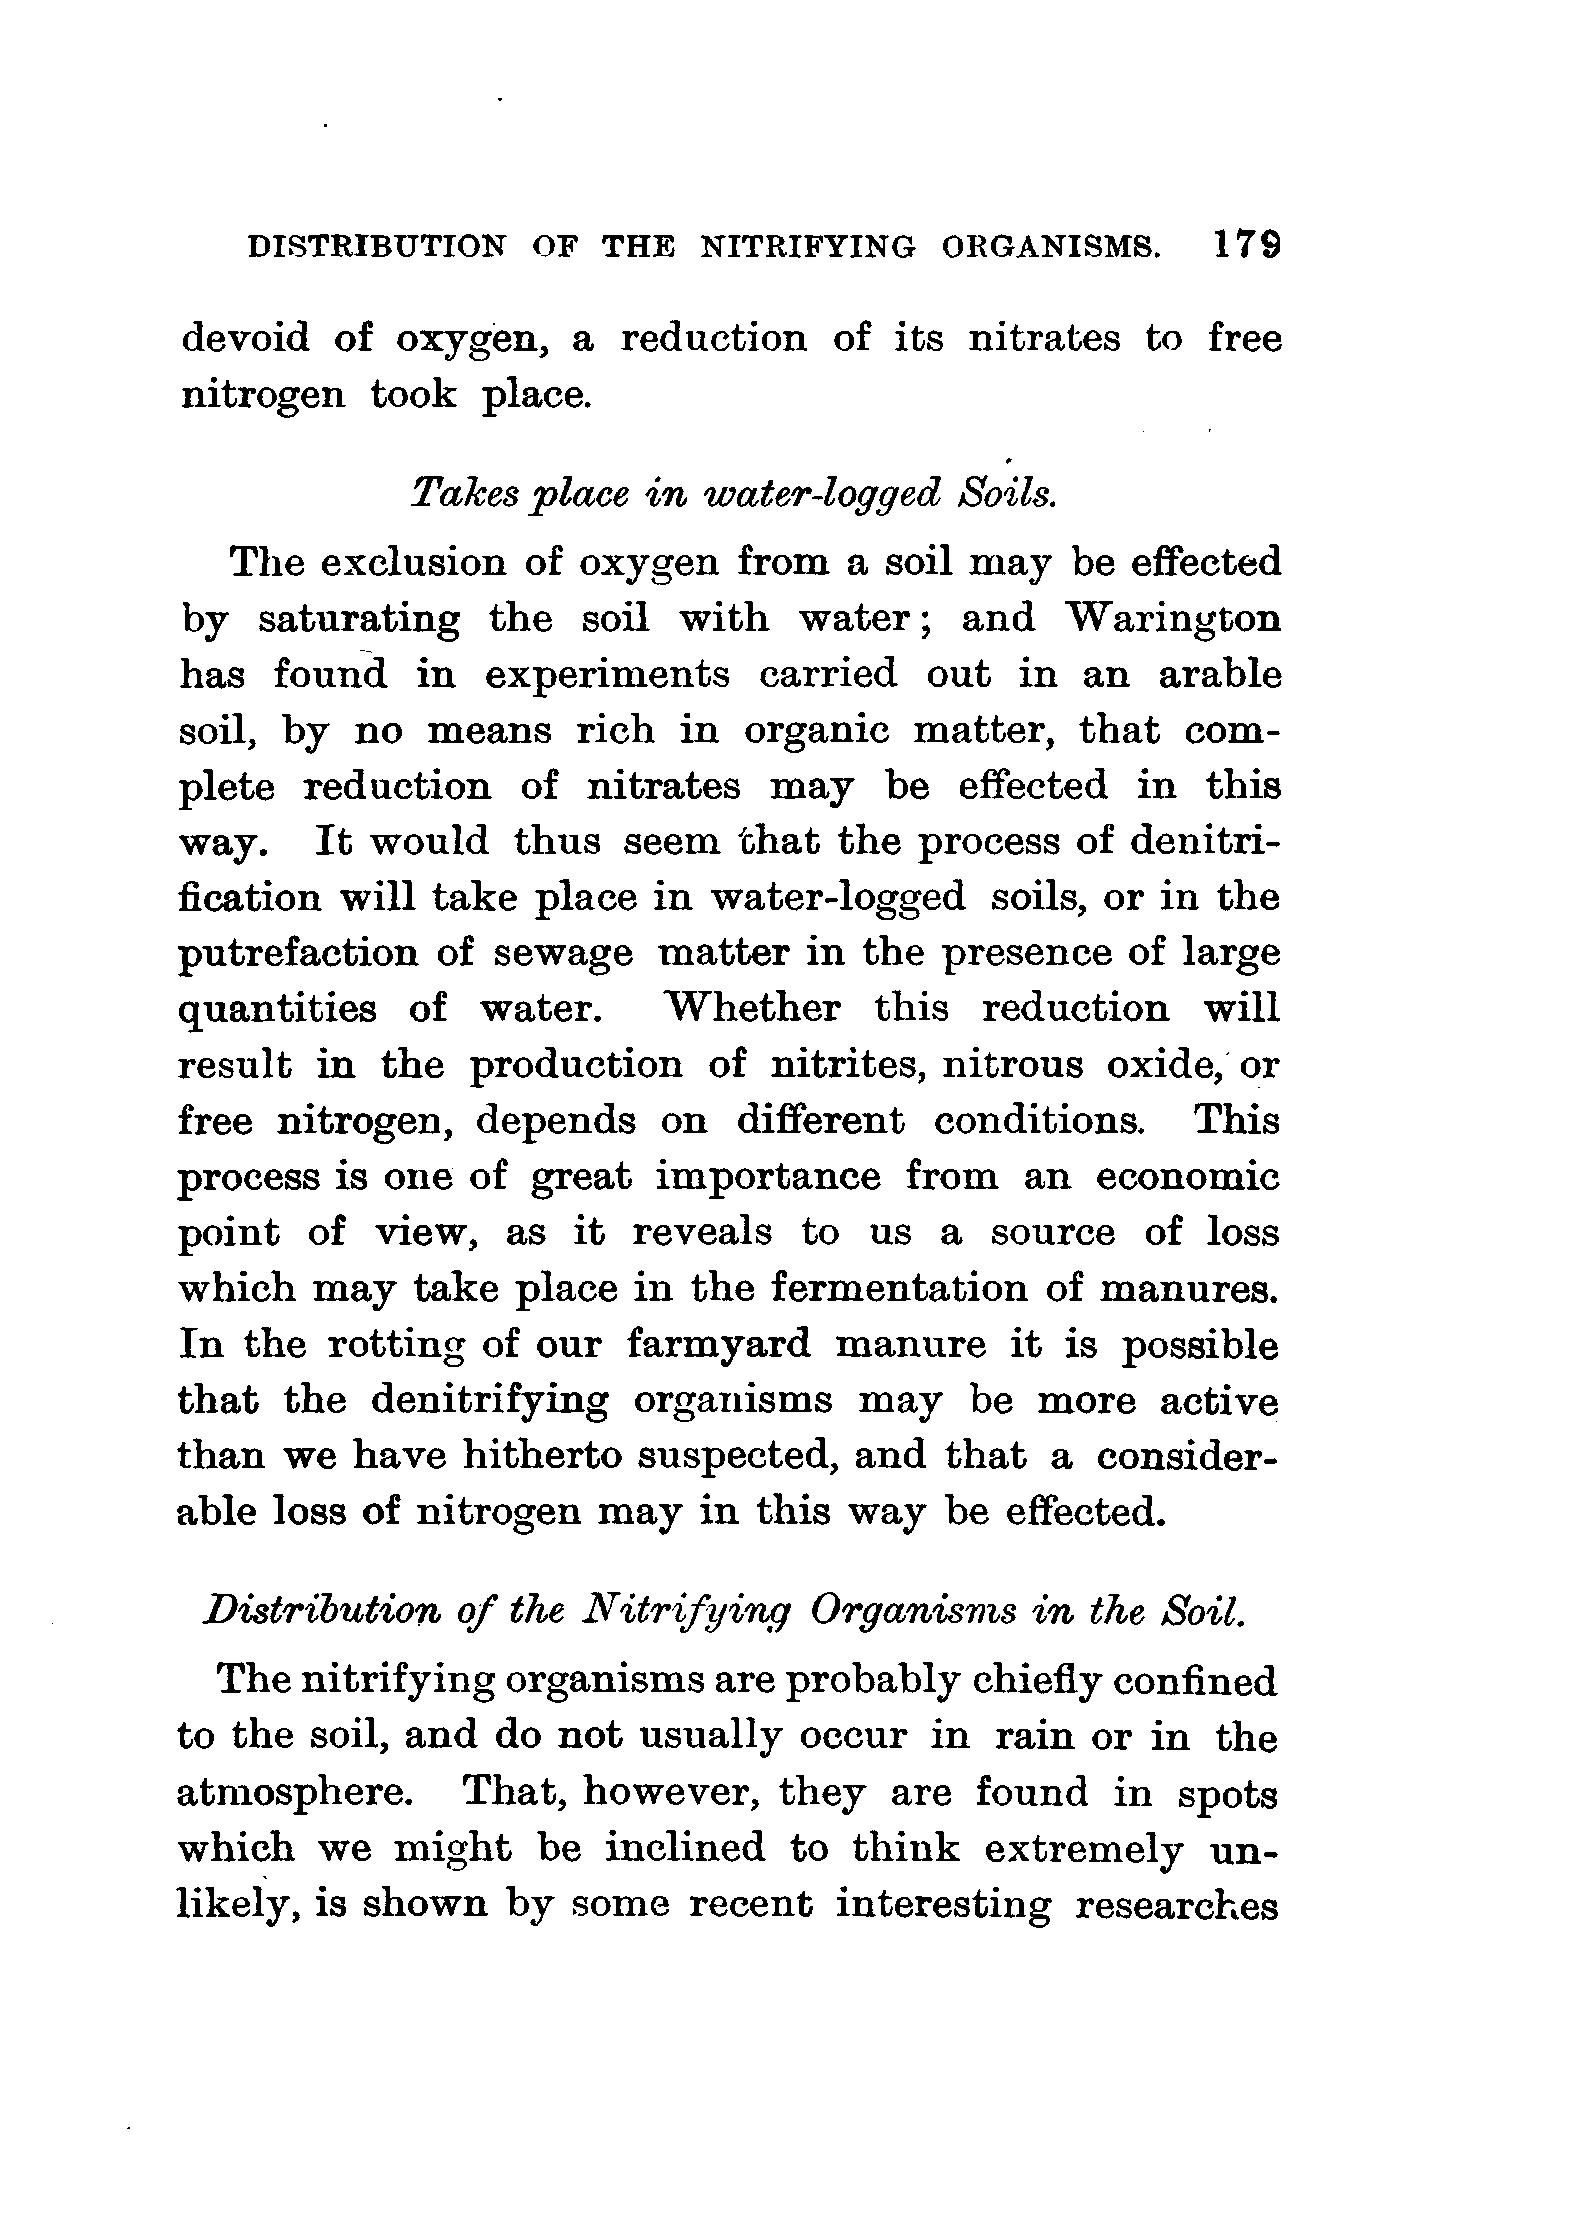 DISTRIBUTION OF THE NITRIFYING ORGANISMS. 179
devoid of oxygen, a reduction of its nitrates to free
nitrogen took place.
Takes place in water-logged Soils.
The exclusion of oxygen from a soil may be effected
by saturating the soil with water; and Warington
has found in experiments carried out in an arable
soil, by no means rich in organic matter, that com-
plete reduction of nitrates may be effected in this
way. It would thus seem that the process of denitri-
fication will take place in water-logged soils, or in the
putrefaction of sewage matter in the presence of large
quantities of water. Whether this reduction will
result in the production of nitrites, nitrous oxide, or
free nitrogen, depends on different conditions. This
process is one of great importance from an economic
point of view, as it reveals to us a source of loss
which may take place in the fermentation of manures.
In the rotting of our farmyard manure it is possible
that the denitrifying organisms may be more active
than we have hitherto suspected, and that a consider-
able loss of nitrogen may in this way be effected.
Distribution of the Nitrifying Organisms in the Soil.
The nitrifying organisms are probably chiefly confined
to the soil, and do not usually occur in rain or in the
atmosphere. That, however, they are found in spots
which we might be inclined to think extremely un-
likely, is shown by some recent interesting researches